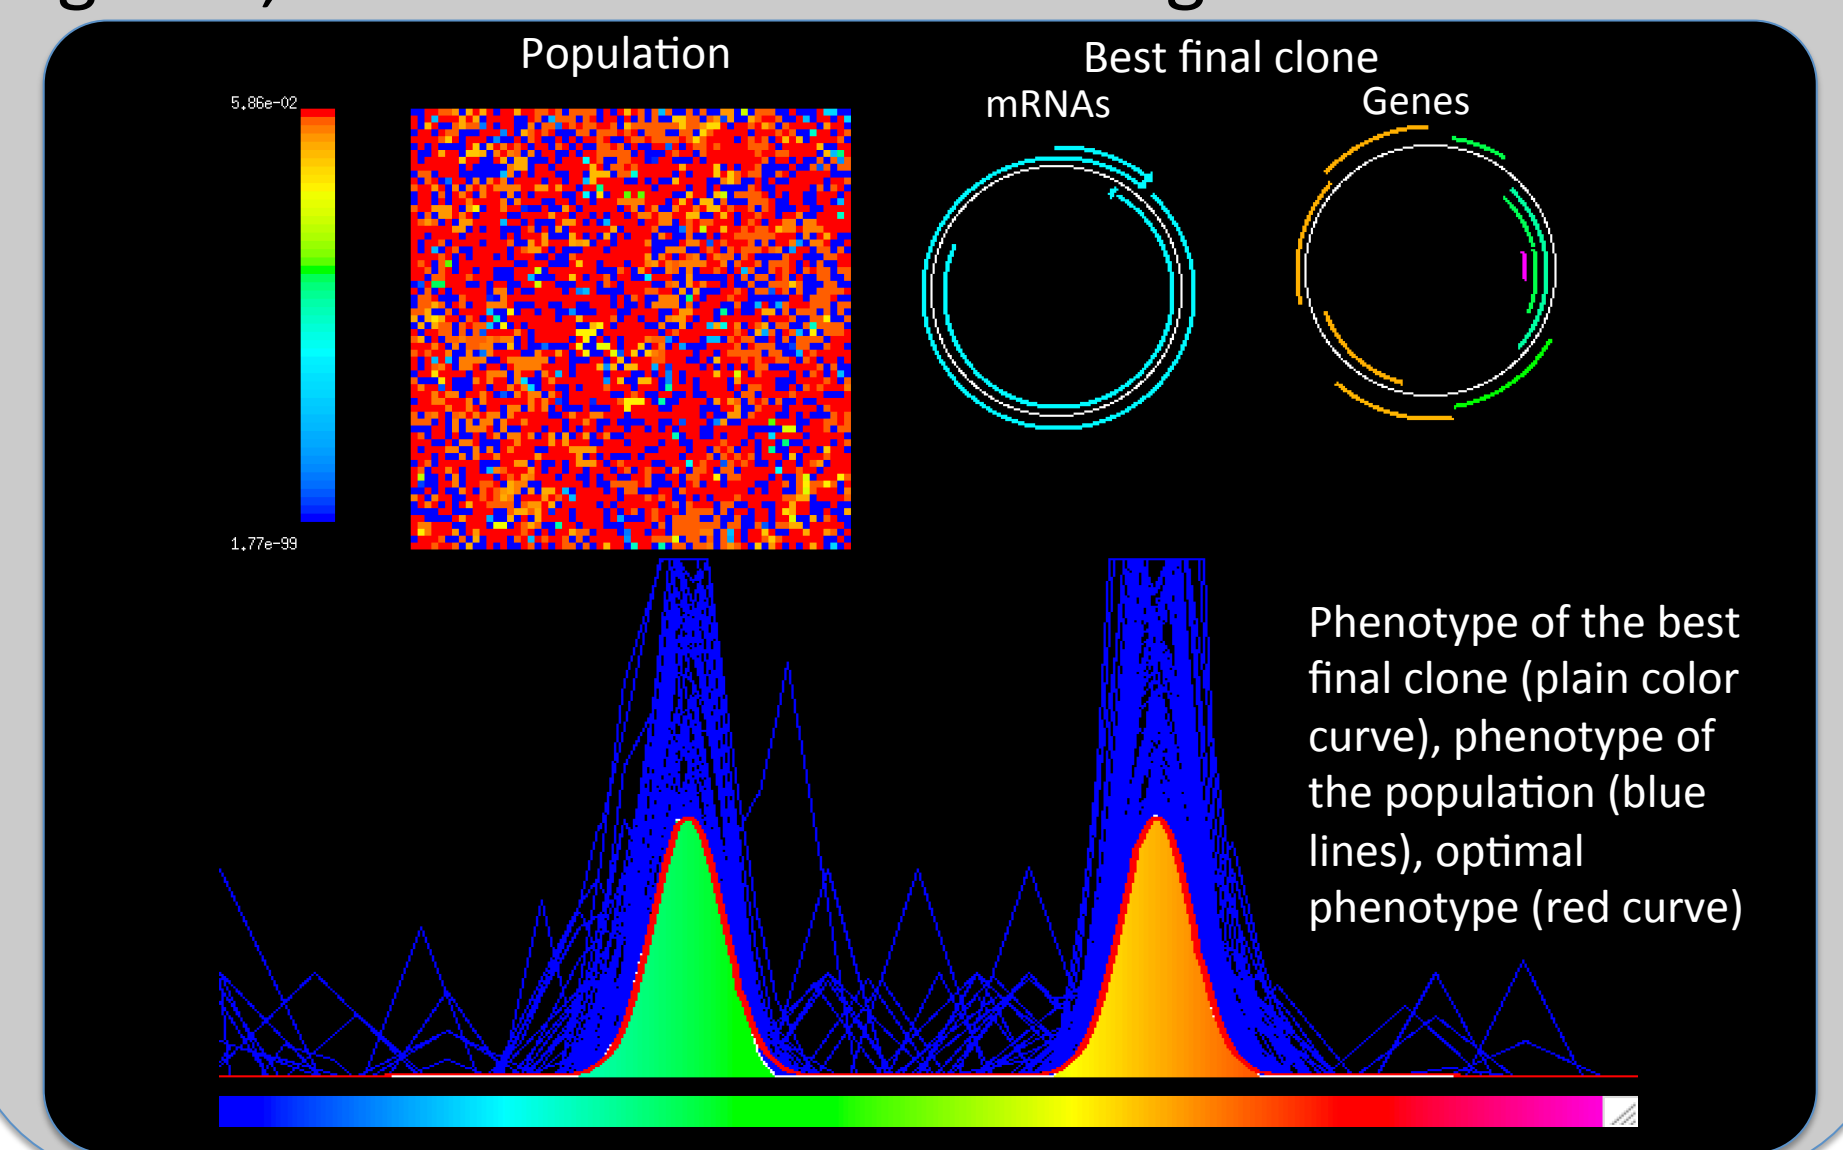 Population
Best final clone
mRNAs
Genes
5.86e-02
1.77e-99
Phenotype of the best
final clone (plain color
curve), phenotype of
the population (blue
lines), optimal
phenotype (red curve)